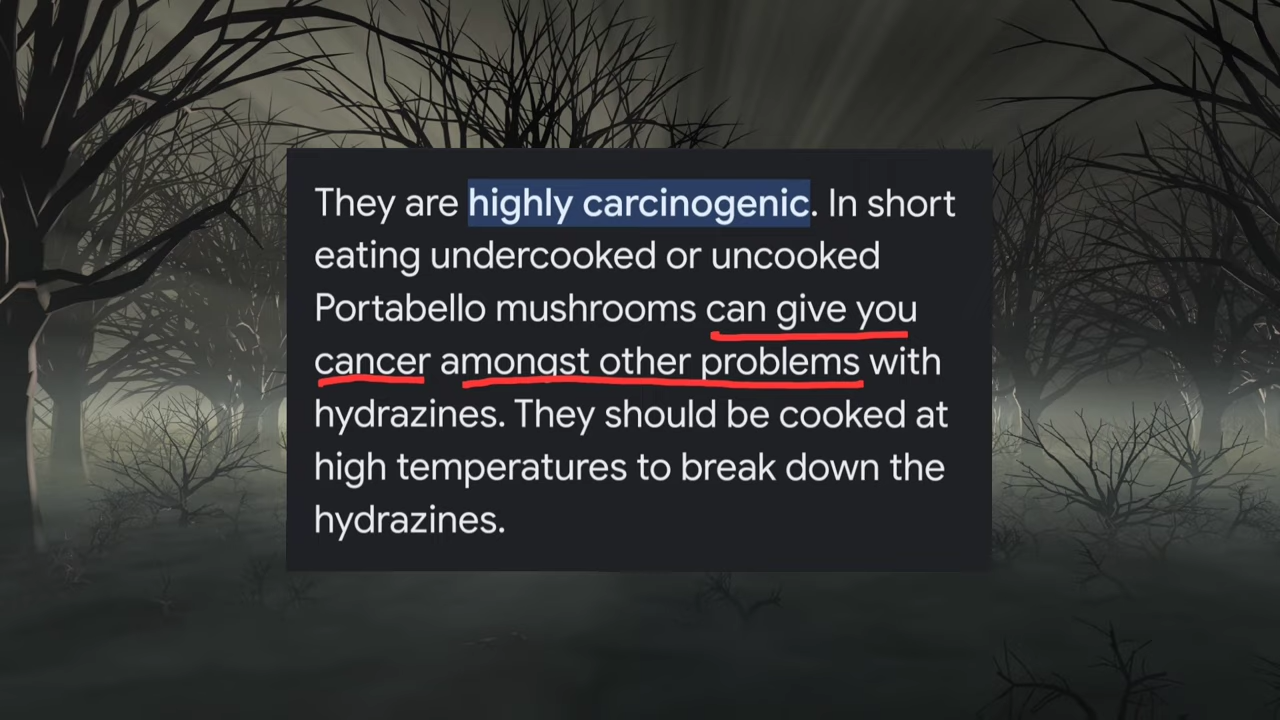 They are highly carcinogenic. In short
eating undercooked or uncooked
Portabello mushrooms can give you
cancer amongst other problems with
hydrazines. They should be cooked at
high temperatures to break down the
hydrazines.